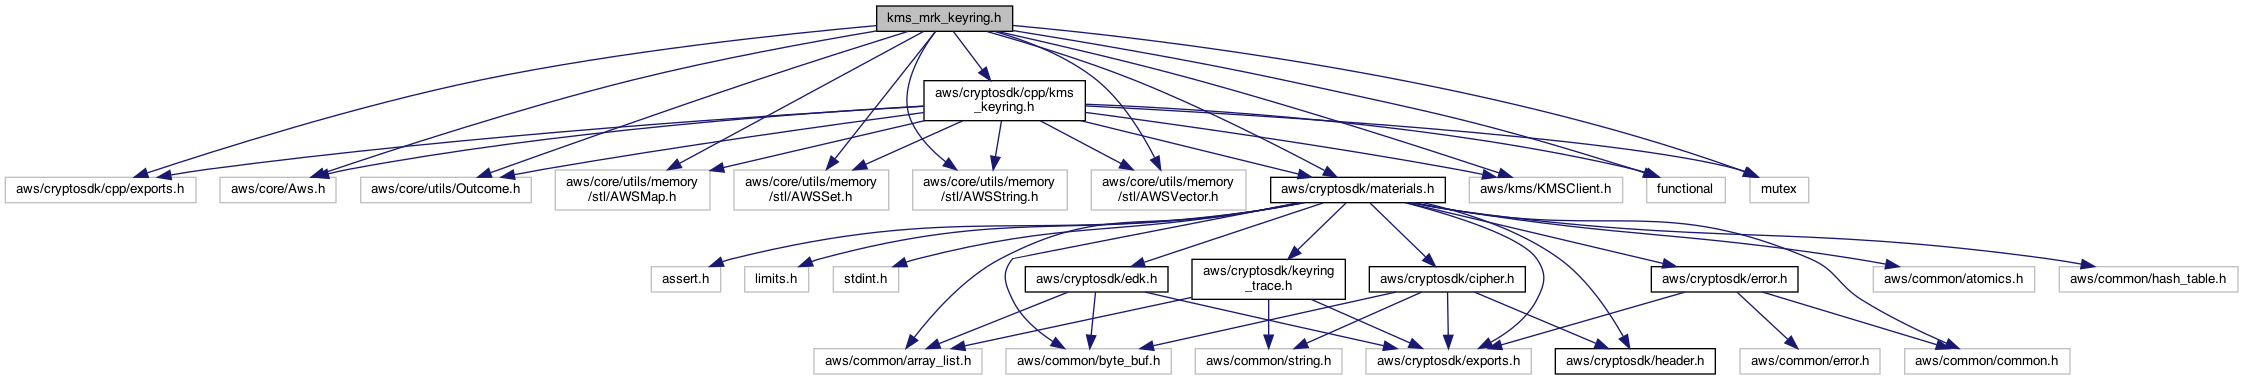 kms_mrk_keyring.h
aws/cryptosdk/cpp/kms
_keyring.h
aws/cryptosdk/cpp/exports.h
aws/core/Aws.h
aws/core/utils/Outcome.h
aws/core/utils/memory
/stl/AWSMap.h
aws/core/utils/memory
/stl/AWSSet.h
aws/core/utils/memory
/stl/AWSString.h
aws/core/utils/memory
/stl/AWSVector.h
aws/cryptosdk/materials.h
aws/kms/KMSClient.h
functional
mutex
assert.h
limits.h
stdint.h
aws/cryptosdk/edk.h
aws/cryptosdk/keyring
_trace.h
aws/cryptosdk/cipher.h
aws/cryptosdk/error.h
aws/common/atomics.h
aws/common/hash_table.h
aws/common/array_list.h
aws/common/byte_buf.h
aws/common/string.h
aws/cryptosdk/exports.h
aws/cryptosdk/header.h
aws/common/error.h
aws/common/common.h